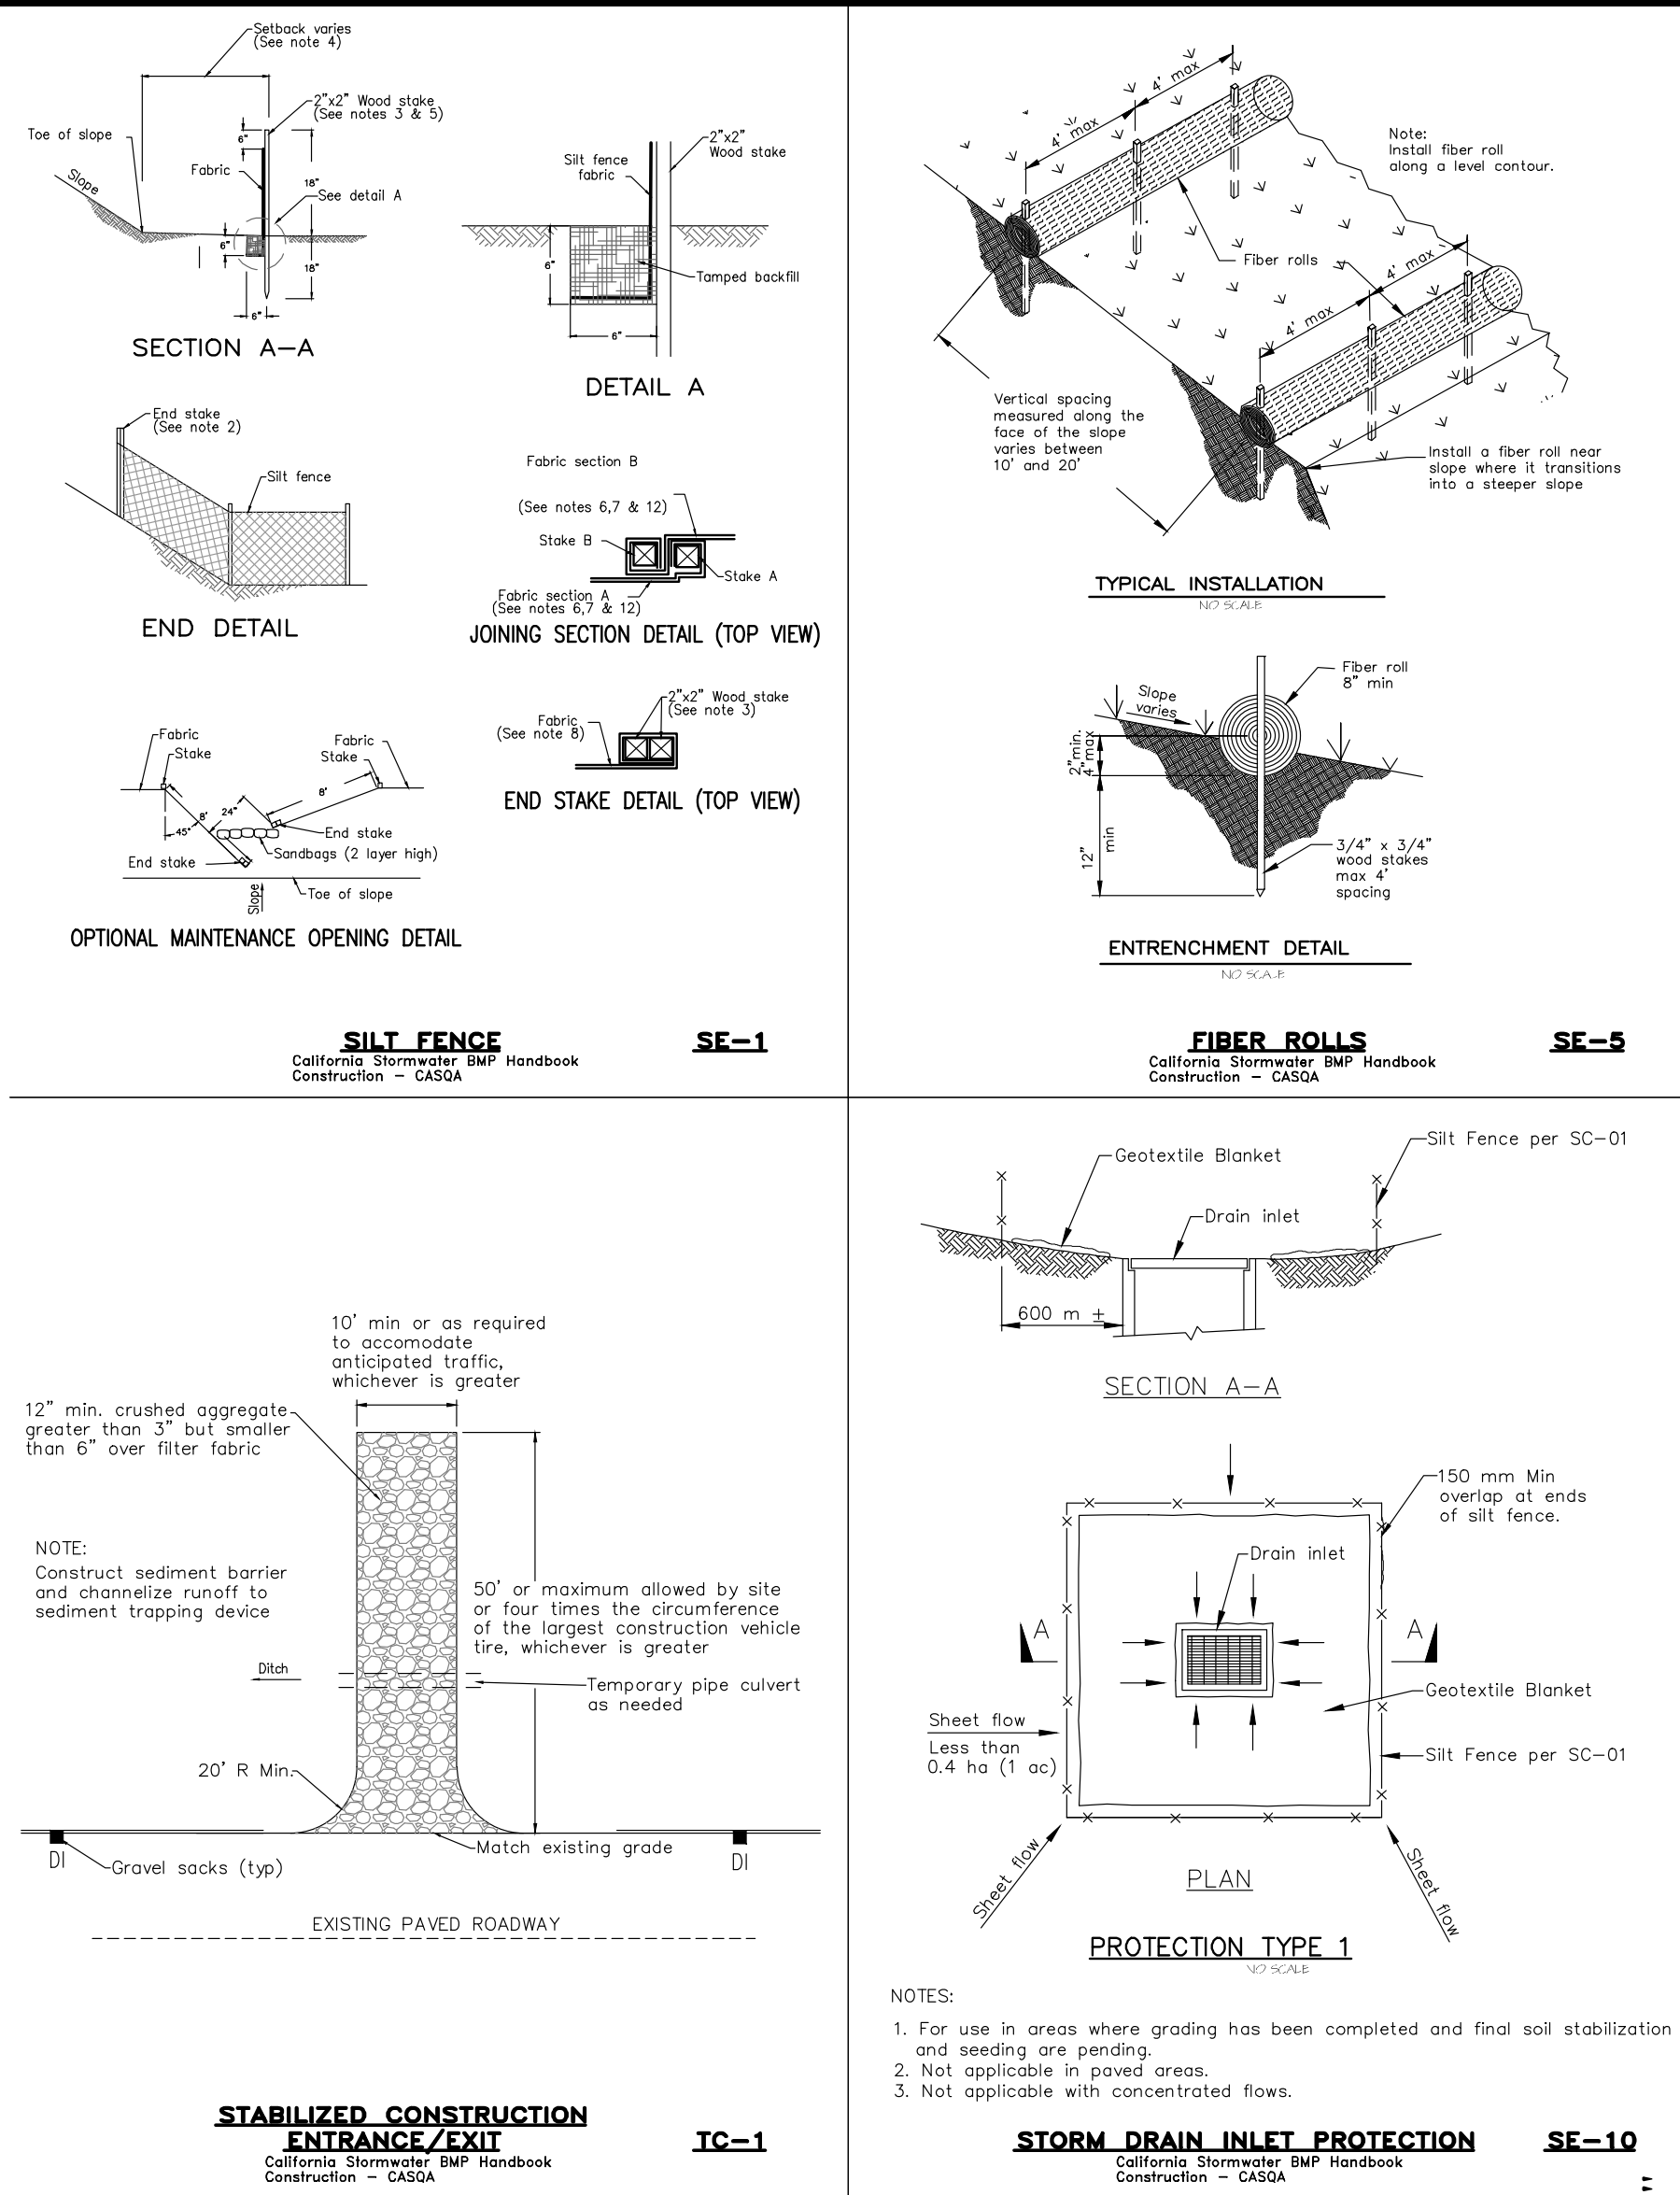 Setback varies
(See note 4)
2"x2" Wood stake
(See notes 3 & 5)
6"
Toe of slope
Fabric
18"
See detail A
Slope
6"
18"
6"
SECTION A-A
2"x2"
Wood stake
Silt fence
fabric
6"
Tamped backfill
6"
DETAIL A
End stake
(See note 2)
Silt fence
END DETAIL
Fabric section B
(See notes 6,7 & 12)
Stake B
Stake A
Fabric section A
(See notes 6,7 & 12)
JOINING SECTION DETAIL (TOP VIEW)
Fabric
Stake
Fabric
Stake
8'
8'
24"
45°
End stake
Sandbags (2 layer high)
End stake
Slope
Toe of slope
OPTIONAL MAINTENANCE OPENING DETAIL
2"x2" Wood stake
(See note 3)
Fabric
(See note 8)
END STAKE DETAIL (TOP VIEW)
SILT FENCE
SE-1
California Stormwater BMP Handbook
Construction - CASQA
4' max
4' max
Note:
Install fiber roll
along a level contour.
Fiber rolls
4' max
4' max
Vertical spacing
measured along the
face of the slope
varies between
10' and 20'
Install a fiber roll near
slope where it transitions
into a steeper slope
TYPICAL INSTALLATION
NO SCALE
Fiber roll
8" min
Slope
varies
2"min.
4"max
12"
min
3/4" x 3/4"
wood stakes
max 4'
spacing
ENTRENCHMENT DETAIL
NO SCALE
FIBER ROLLS
SE-5
California Stormwater BMP Handbook
Construction - CASQA
10' min or as required
to accomodate
anticipated traffic,
whichever is greater
12" min. crushed aggregate
greater than 3" but smaller
than 6" over filter fabric
NOTE:
Construct sediment barrier
and channelize runoff to
sediment trapping device
50' or maximum allowed by site
or four times the circumference
of the largest construction vehicle
tire, whichever is greater
Ditch
Temporary pipe culvert
as needed
20' R Min.
Match existing grade
DI
Gravel sacks (typ)
DI
EXISTING PAVED ROADWAY
STABILIZED CONSTRUCTION
ENTRANCE/EXIT
TC-1
California Stormwater BMP Handbook
Construction - CASQA
Silt Fence per SC-01
Geotextile Blanket
Drain inlet
600 m ±
SECTION A-A
150 mm Min
overlap at ends
of silt fence.
Drain inlet
A
A
Geotextile Blanket
Sheet flow
Less than
0.4 ha (1 ac)
Silt Fence per SC-01
Sheet flow
Sheet flow
PLAN
PROTECTION TYPE 1
NO SCALE
NOTES:
1. For use in areas where grading has been completed and final soil stabilization
and seeding are pending.
2. Not applicable in paved areas.
3. Not applicable with concentrated flows.
STORM DRAIN INLET PROTECTION
SE-10
California Stormwater BMP Handbook
Construction - CASQA